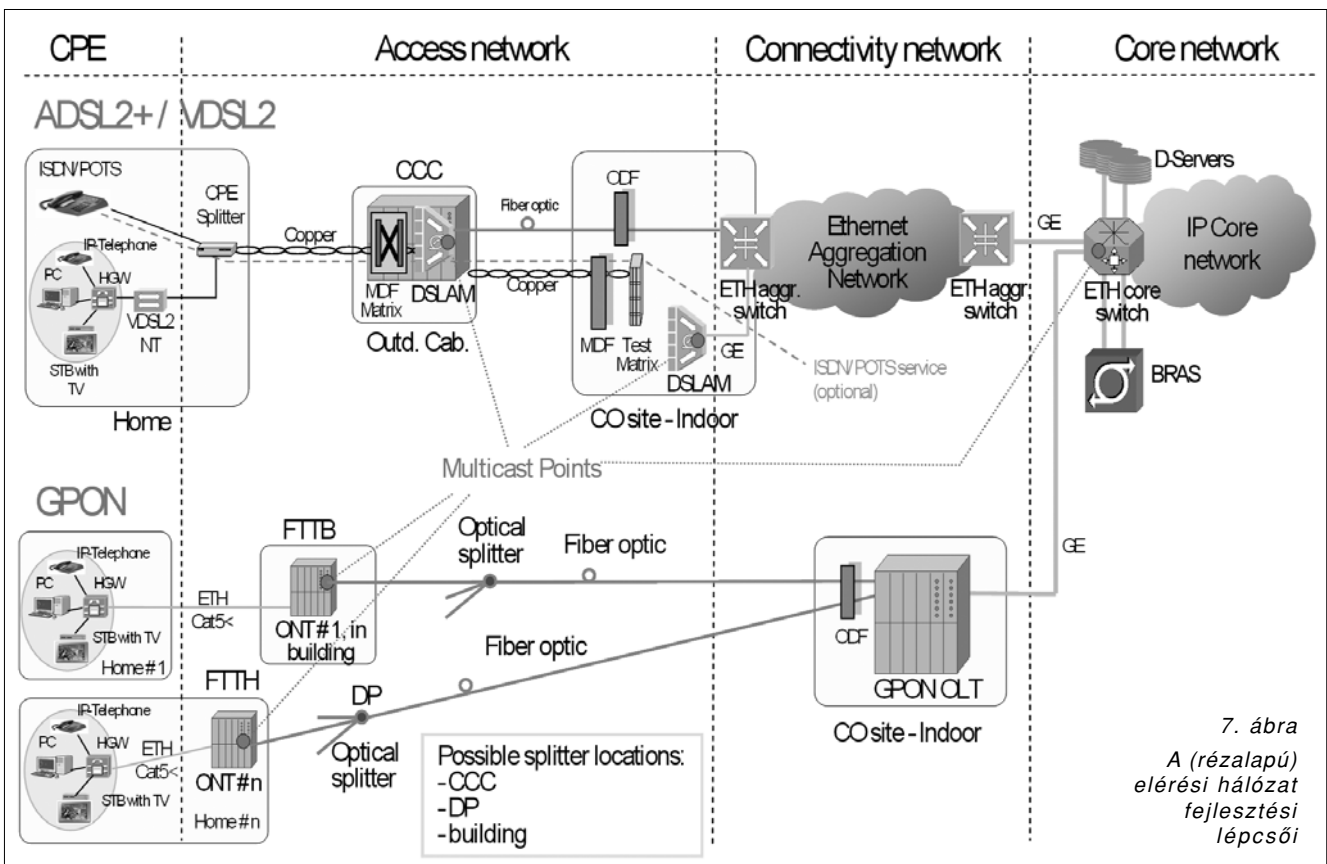 CPE
Access network
Connectivity network
Core network
ADSL2+ / VDSL2
ISDN/POTS
CPE
Splitter
IP-Telephone
PC
HGW
VDSL2
NT
STB with
TV
Home
Copper
CCC
MDF
Matrix
DSLAM
Outd. Cab.
Fiber optic
Copper
ODF
MDF
Test
Matrix
DSLAM
GE
CO site - Indoor
ETH aggr.
switch
Ethernet
Aggregation
Network
ETH aggr.
switch
ISDN/POTS service
(optional)
GE
D-Servers
IP Core
network
ETH core
switch
BRAS
Multicast Points
GPON
IP-Telephone
PC
HGW
STB with TV
Home #1
ETH
Cat5<
FTTB
ONT #1, in
building
Optical
splitter
Fiber optic
GE
ODF
GPON OLT
CO site - Indoor
FTTH
IP-Telephone
PC
HGW
ETH
Cat5<
STB with TV
ONT #n
Home #n
DP
Optical
splitter
Fiber optic
Possible splitter locations:
-CCC
-DP
-building
7. ábra
A (rézalapú)
elérési hálózat
fejlesztési
lépcsői